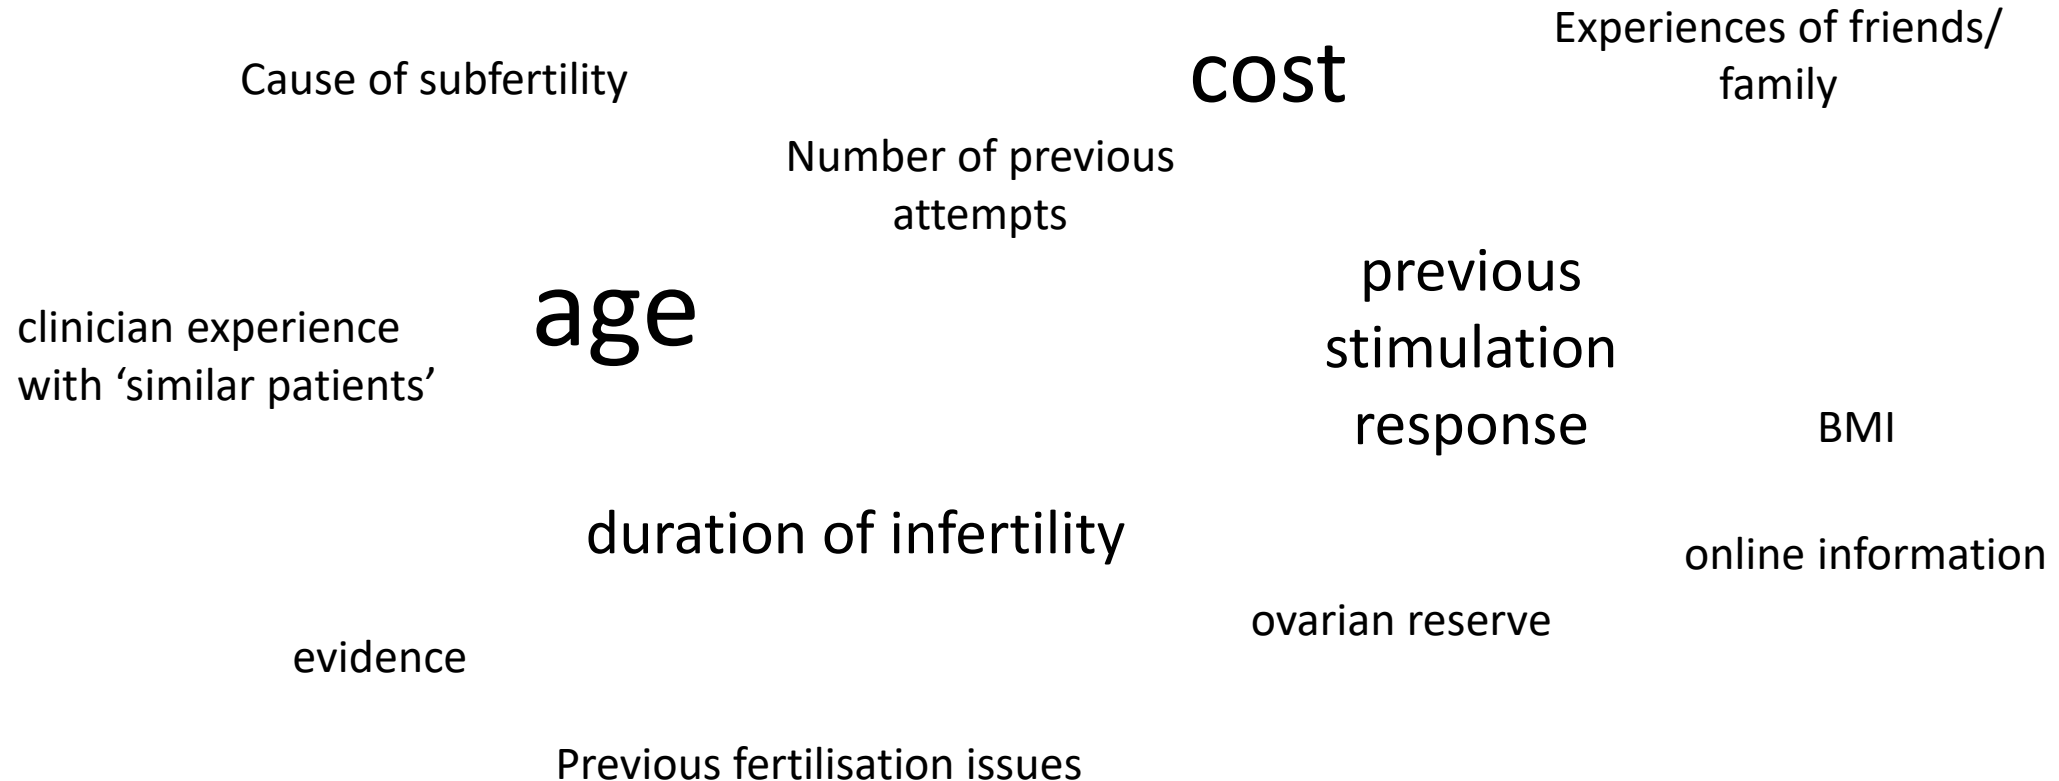 Experiences of friends/
family
cost
Cause of subfertility
Number of previous
attempts
previous
stimulation
response
age
clinician experience
with ‘similar patients’
BMI
duration of infertility
online information
ovarian reserve
evidence
Previous fertilisation issues